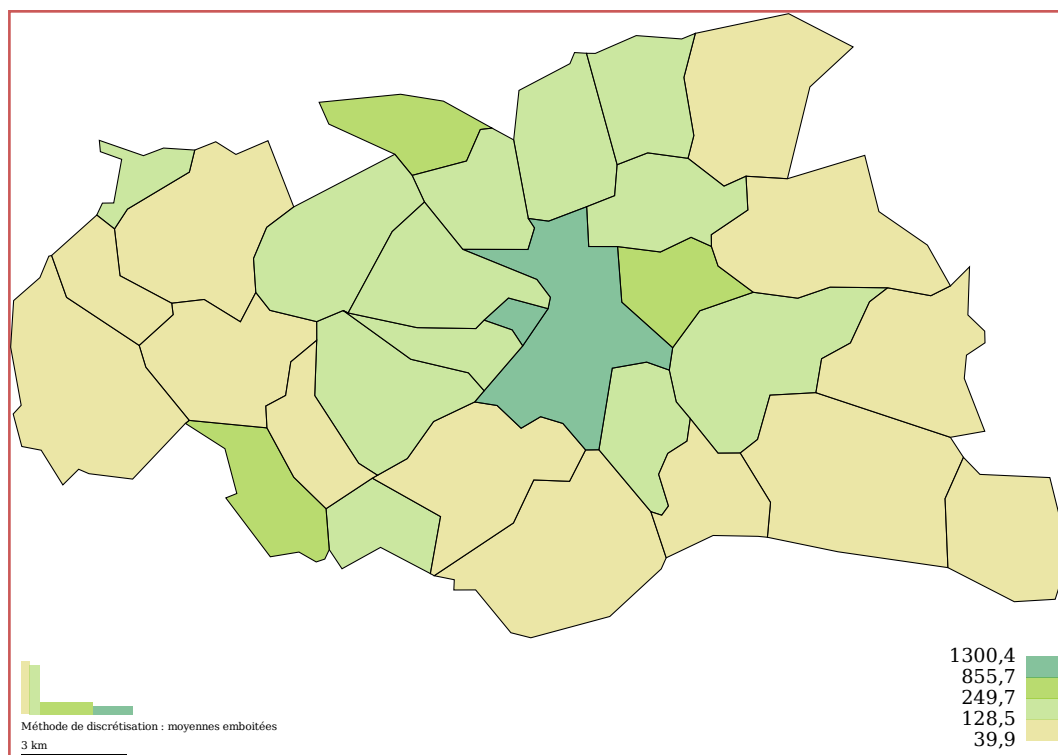 1300,4
855,7
249,7
128,5
39,9
Méthode de discrétisation : moyennes emboitées
3 km